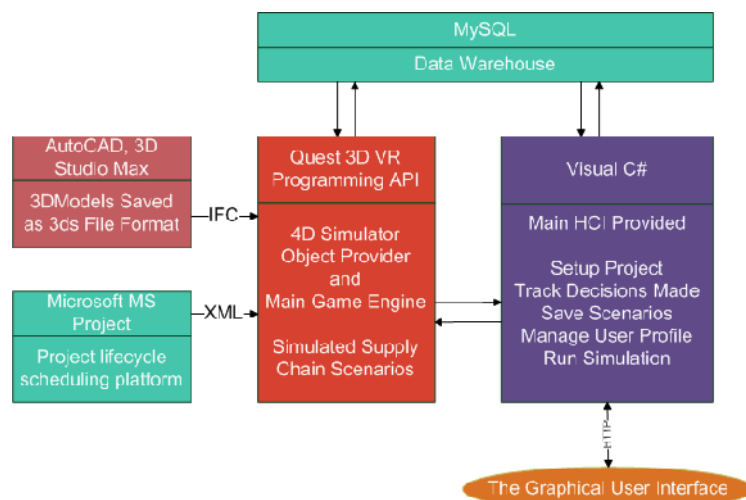 MySQL
Data Warehouse
AutoCAD, 3D
Studio Max
3DModels Saved
as 3ds File Format
IFC
Microsoft MS
Project
Project lifecycle
scheduling platform
XML
Quest 3D VR
Programming API
4D Simulator
Object Provider
and
Main Game Engine
Simulated Supply
Chain Scenarios
Visual C#
Main HCI Provided
Setup Project
Track Decisions Made
Save Scenarios
Manage User Profile
Run Simulation
HTTP
The Graphical User Interface